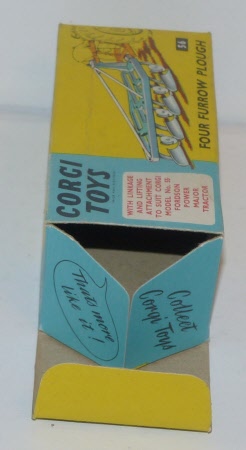 56
FOUR FURROW PLOUGH
CORGI
TOYS
WITH LINKAGE
AND LIFTING
ATTACHMENT
TO SUIT CORGI
MODEL No. 55
FORDSON
POWER
MAJOR
TRACTOR
Collect
Corgi Toys
That's more
like
it!